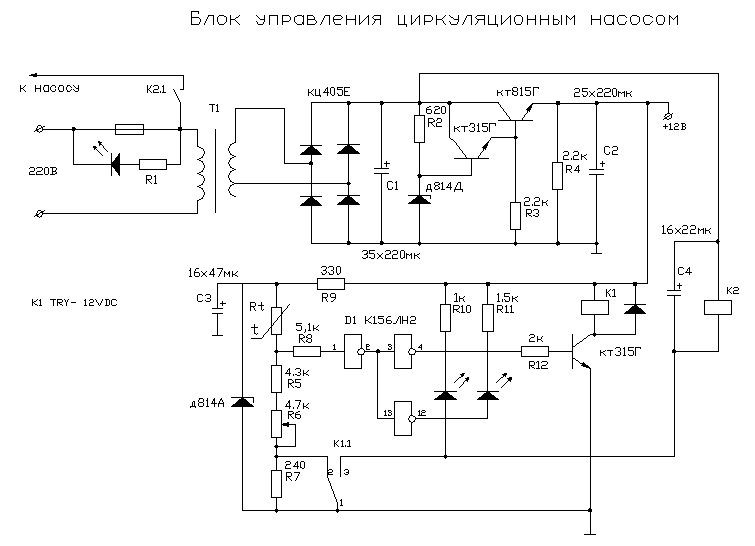 Блок управления циркуляционным насосом
к насосу
К2.1
T1
220В
R1
кц405Е
С1
+
35х220мк
620
R2
кт315Г
д814Д
кт815Г
2.2к
R3
2.2к
R4
25х220мк
С2
+
+12В
16х22мк
С4
+
К2
К1 TRY- 12VDC
16х47мк
С3
+
330
R9
Rt
t
5,1к
R8
4.3к
R5
4.7к
R6
240
R7
д814А
D1 К156ЛН2
1
2
3
4
13
12
К1.1
2
3
1
1к
R10
1.5к
R11
2к
R12
К1
кт315Г